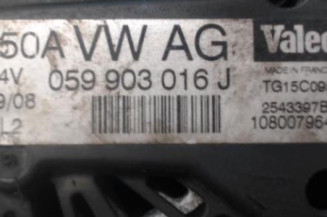 50A VW AG Valeo
4V 059 903 016 J MADE IN FRANCE
9/08 TG15C09
L2 2543397B
10800796